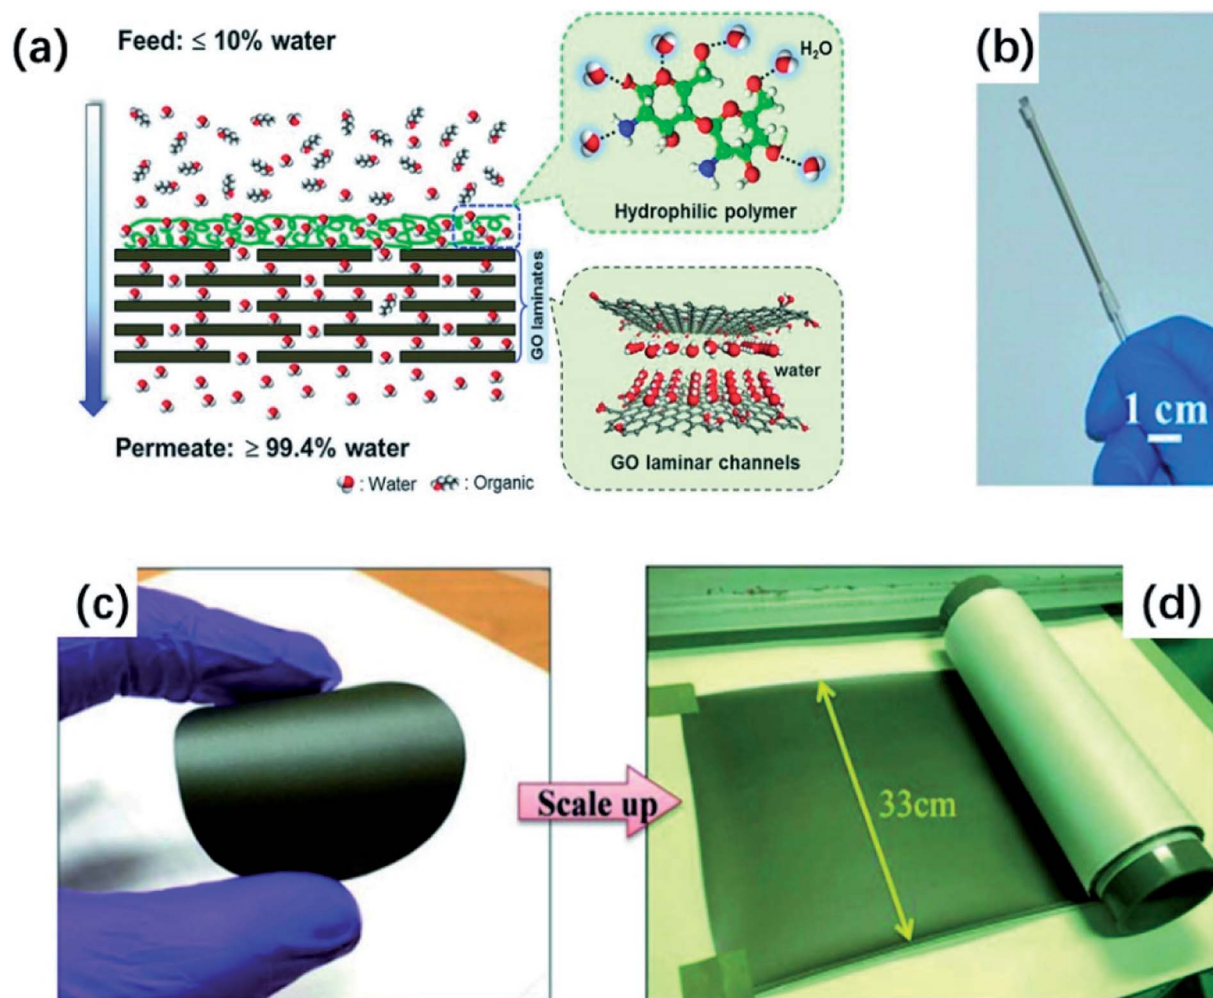 (a)
Feed: ≤ 10% water
H₂O
Hydrophilic polymer
GO laminates
water
GO laminar channels
Permeate: ≥ 99.4% water
: Water : Organic
(b)
1 cm
(c)
Scale up
(d)
33cm